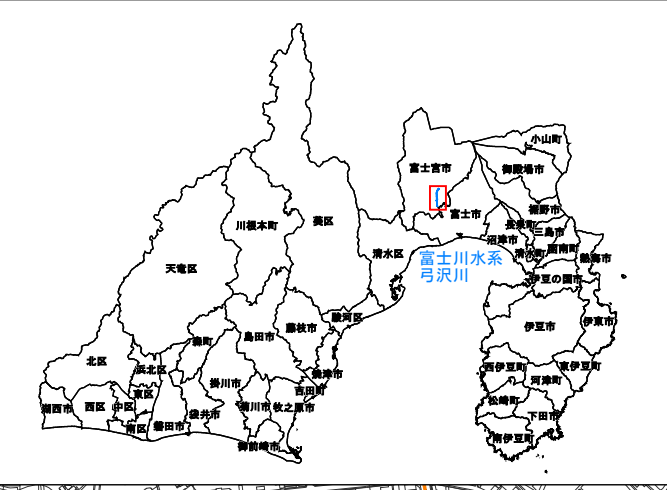 小山町
富士宮市
御殿場市
裾野市
富士市
長泉町
三島市
川根本町
葵区
沼津市
清水町
函南町
清水区
富士川水系
弓沢川
熱海市
天竜区
伊豆の国市
駿河区
藤枝市
伊豆市
伊東市
島田市
森町
北区
浜北区
西伊豆町
東伊豆町
焼津市
河津町
掛川市
吉田町
東区
湖西市
西区
中区
菊川市
牧之原市
松崎町
袋井市
下田市
南区
磐田市
御前崎市
南伊豆町